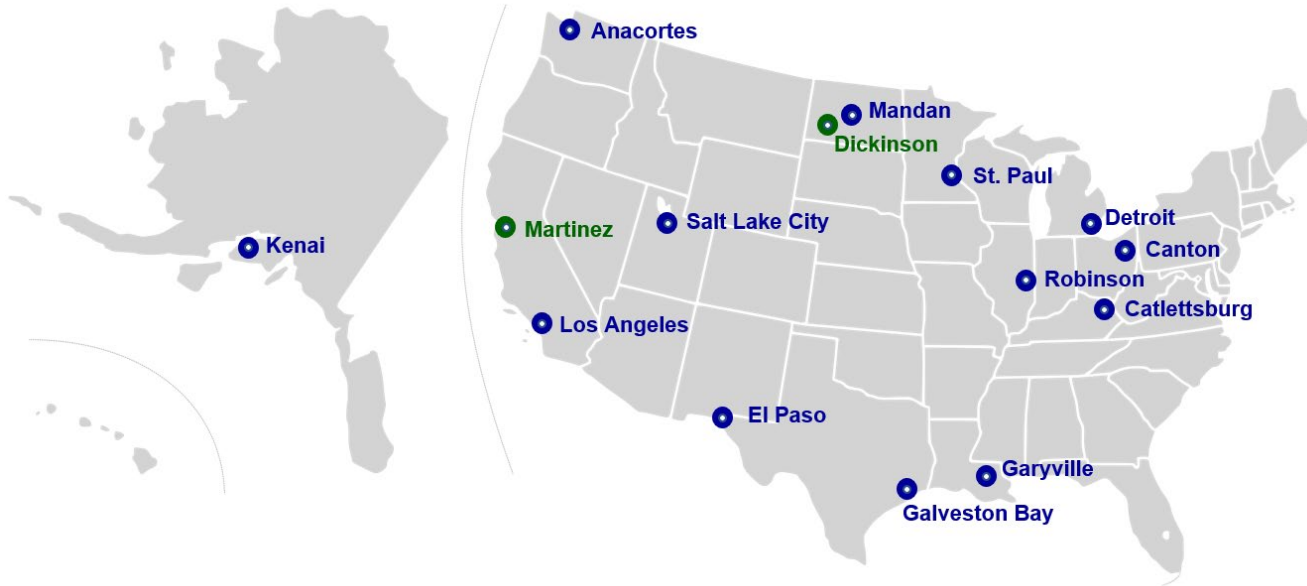 Anacortes
Mandan
Dickinson
St. Paul
Detroit
Salt Lake City
Martinez
Kenai
Canton
Robinson
Catlettsburg
Los Angeles
El Paso
Garyville
Galveston Bay